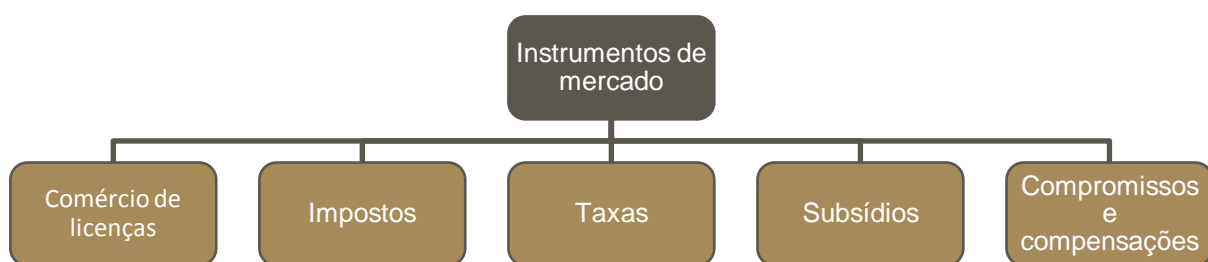 Instrumentos de
mercado
Comércio de
licenças
Impostos
Taxas
Subsídios
Compromissos
e
compensações